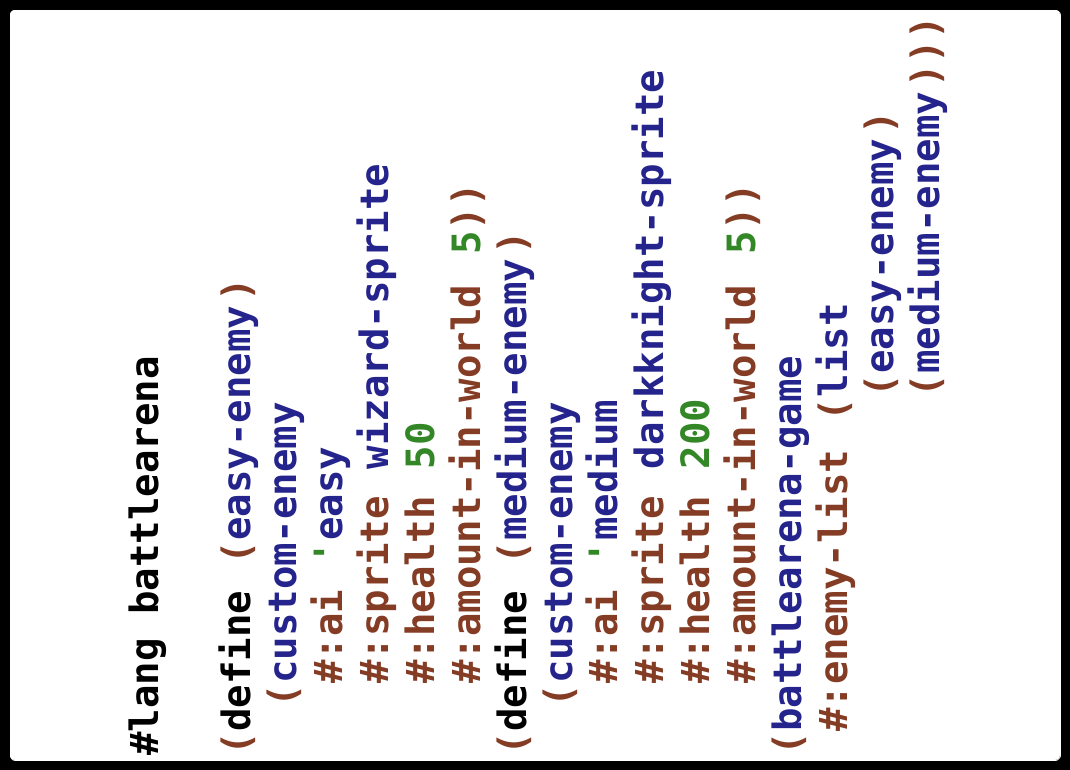 #lang battlearena

(define (easy-enemy)
  (custom-enemy
   #:ai 'easy
   #:sprite wizard-sprite
   #:health 50
   #:amount-in-world 5))
(define (medium-enemy)
  (custom-enemy
   #:ai 'medium
   #:sprite darkknight-sprite
   #:health 200
   #:amount-in-world 5))
(battlearena-game
 #:enemy-list (list
               (easy-enemy)
               (medium-enemy)))